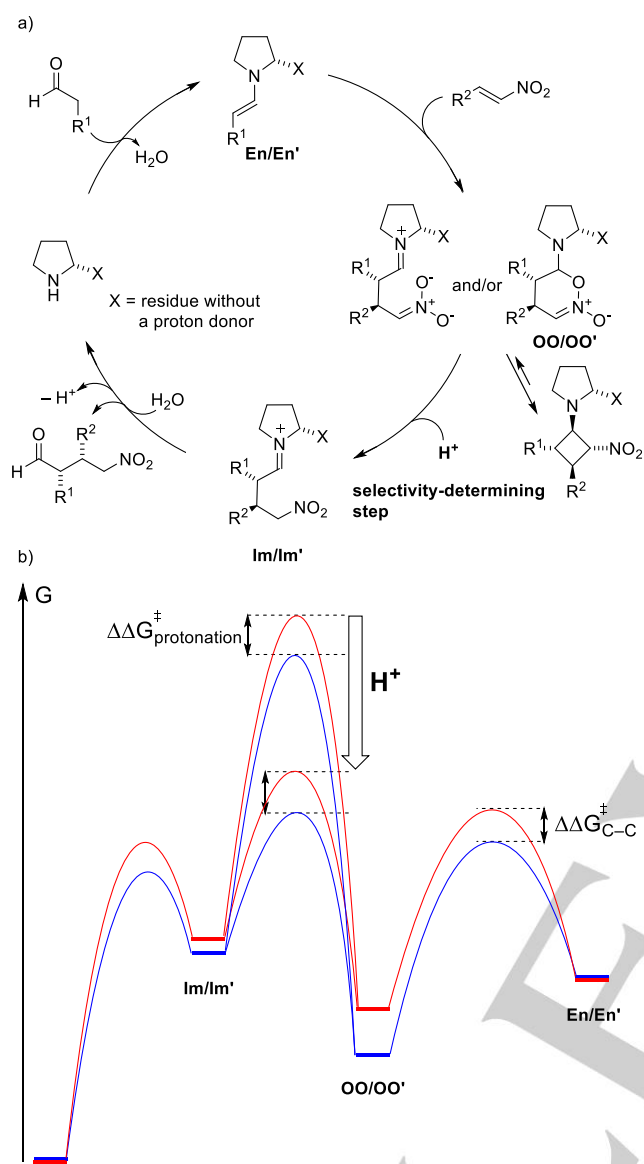 a)
O
H
R1
H2O
N
X
R1
En/En'
R2
NO2
N
H
X
X = residue without
a proton donor
N+
X
R1
R2
O-
N+
O-
and/or
N
X
R1
O
R2
N+
O-
OO/OO'
– H+
H2O
O
H
R2
R1
NO2
N+
X
R1
R2
NO2
Im/Im'
H+
selectivity-determining
step
N
X
R1
NO2
R2
b)
G
ΔΔG‡protonation
H+
ΔΔG‡C–C
Im/Im'
En/En'
OO/OO'